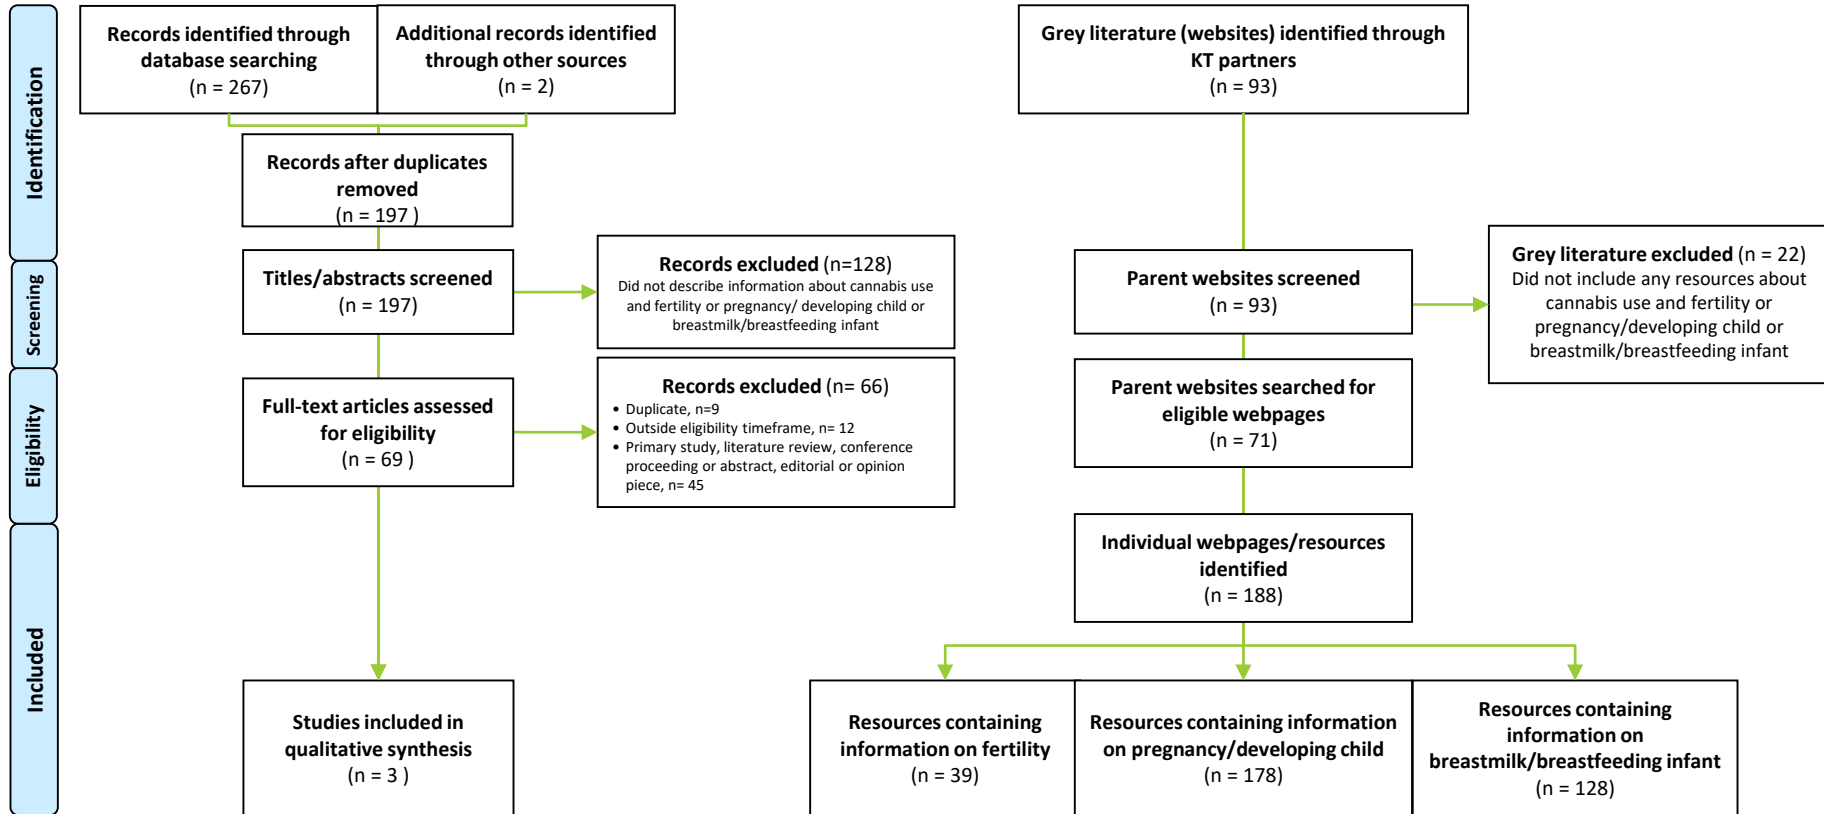 Identification
Screening
Eligibility
Included
Records identified through
database searching
(n = 267)
Additional records identified
through other sources
(n = 2)
Records after duplicates
removed
(n = 197 )
Titles/abstracts screened
(n = 197)
Records excluded (n=128)
Did not describe information about cannabis use
and fertility or pregnancy/ developing child or
breastmilk/breastfeeding infant
Full-text articles assessed
for eligibility
(n = 69 )
Records excluded (n= 66)
• Duplicate, n=9
• Outside eligibility timeframe, n= 12
• Primary study, literature review, conference
proceeding or abstract, editorial or opinion
piece, n= 45
Studies included in
qualitative synthesis
(n = 3 )
Grey literature (websites) identified through
KT partners
(n = 93)
Parent websites screened
(n = 93)
Grey literature excluded (n = 22)
Did not include any resources about
cannabis use and fertility or
pregnancy/developing child or
breastmilk/breastfeeding infant
Parent websites searched for
eligible webpages
(n = 71)
Individual webpages/resources
identified
(n = 188)
Resources containing
information on fertility
(n = 39)
Resources containing information
on pregnancy/developing child
(n = 178)
Resources containing
information on
breastmilk/breastfeeding infant
(n = 128)